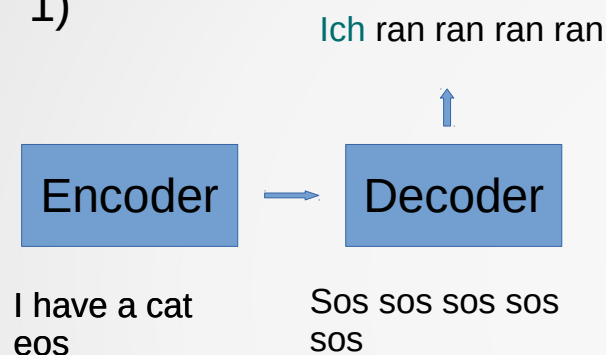 1)
Ich ran ran ran ran
Encoder
Decoder
I have a cat
eos
Sos sos sos sos
sos